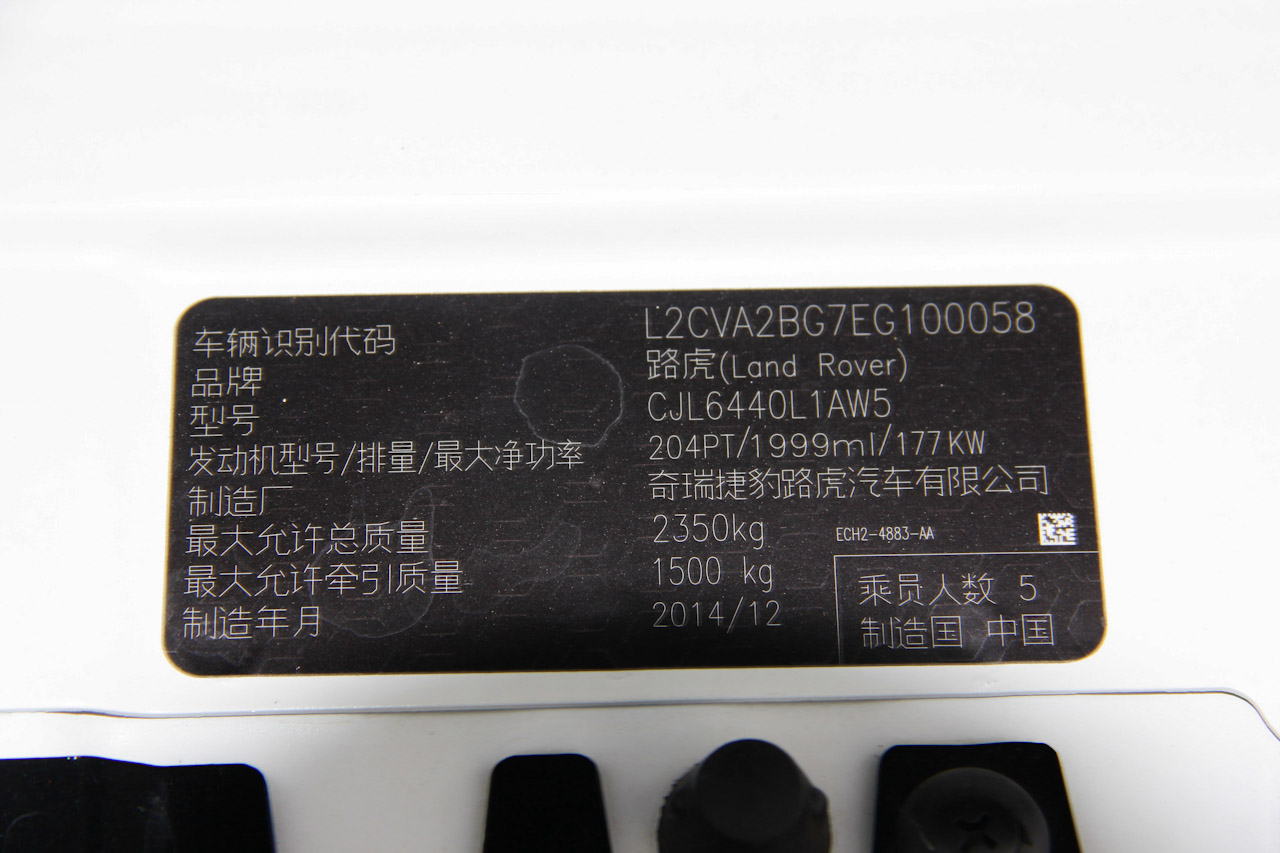 车辆识别代码 L2CVA2BG7EG100058
品牌 路虎(Land Rover)
型号 CJL6440L1AW5
发动机型号/排量/最大净功率 204PT/1999ml/177KW
制造厂 奇瑞捷豹路虎汽车有限公司
最大允许总质量 2350kg ECH2-4883-AA
最大允许牵引质量 1500 kg 乘员人数 5
制造年月 2014/12 制造国 中国